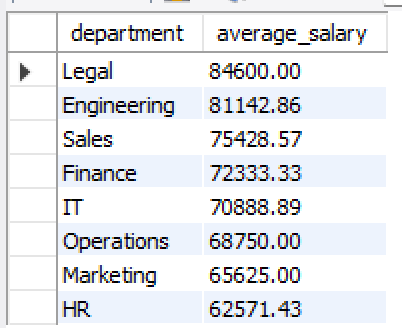 department average_salary
Legal 84600.00
Engineering 81142.86
Sales 75428.57
Finance 72333.33
IT 70888.89
Operations 68750.00
Marketing 65625.00
HR 62571.43